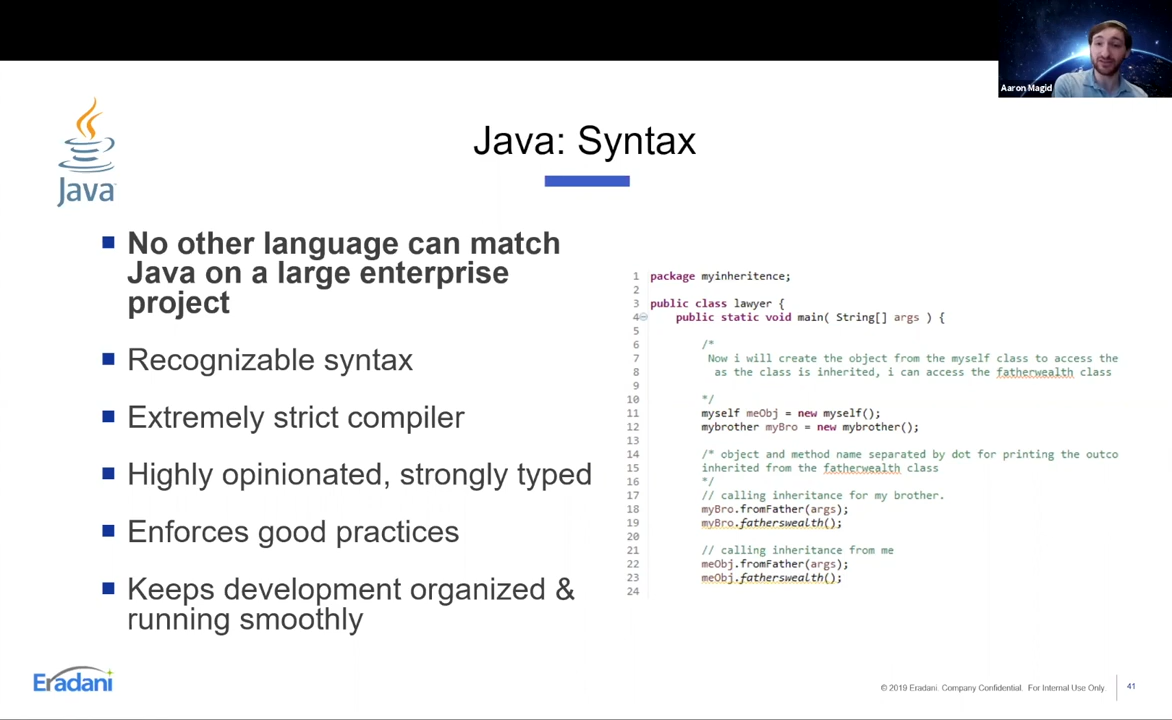 Aaron Magid
Java
Java: Syntax
No other language can match
Java on a large enterprise
project
Recognizable syntax
Extremely strict compiler
Highly opinionated, strongly typed
Enforces good practices
Keeps development organized &
running smoothly
1 package myinheritence;
2
3 public class lawyer {
4 public static void main( String[] args ) {
5
6 /*
7 Now i will create the object from the myself class to access the
8 as the class is inherited, i can access the fatherwealth class
9
10 */
11 myself meObj = new myself();
12 mybrother myBro = new mybrother();
13
14 /* object and method name separated by dot for printing the outco
15 inherited from the fatherwealth class
16 */
17 // calling inheritance for my brother.
18 myBro.fromFather(args);
19 myBro.fatherswealth();
20
21 // calling inheritance from me
22 meObj.fromFather(args);
23 meObj.fatherswealth();
24
Eradani
© 2019 Eradani. Company Confidential. For Internal Use Only.
41